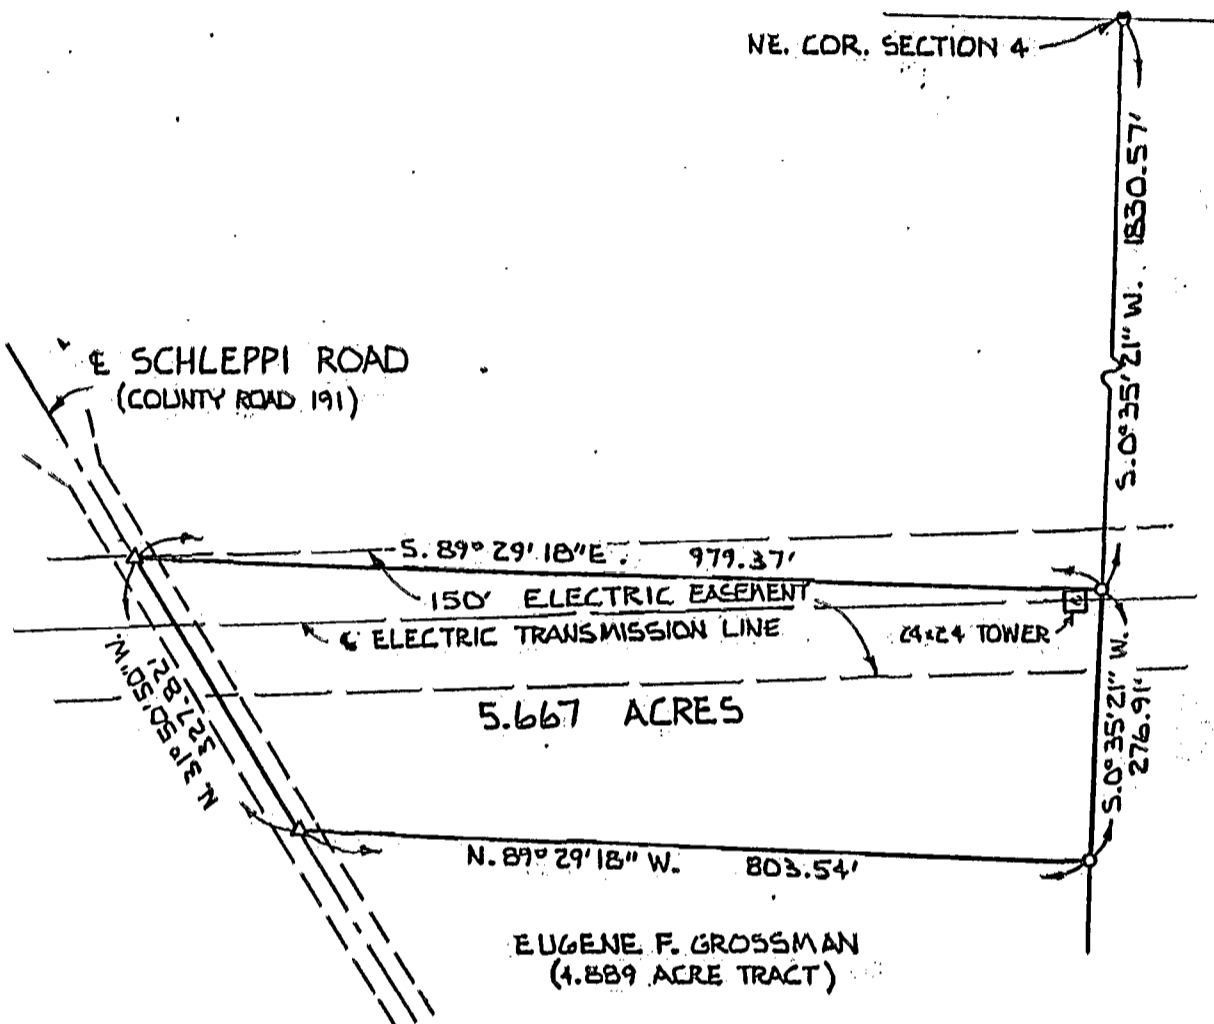 NE. COR. SECTION 4
S. 0° 35' 21" W. 1830.57'
℄ SCHLEPPI ROAD
(COUNTY ROAD 191)
S. 89° 29' 18" E. 979.37'
150' ELECTRIC EASEMENT
℄ ELECTRIC TRANSMISSION LINE
24x24 TOWER
5.667 ACRES
N. 31° 50' 50" W.
327.82'
S. 0° 35' 21" W.
276.91'
N. 89° 29' 18" W. 803.54'
EUGENE F. GROSSMAN
(4.889 ACRE TRACT)